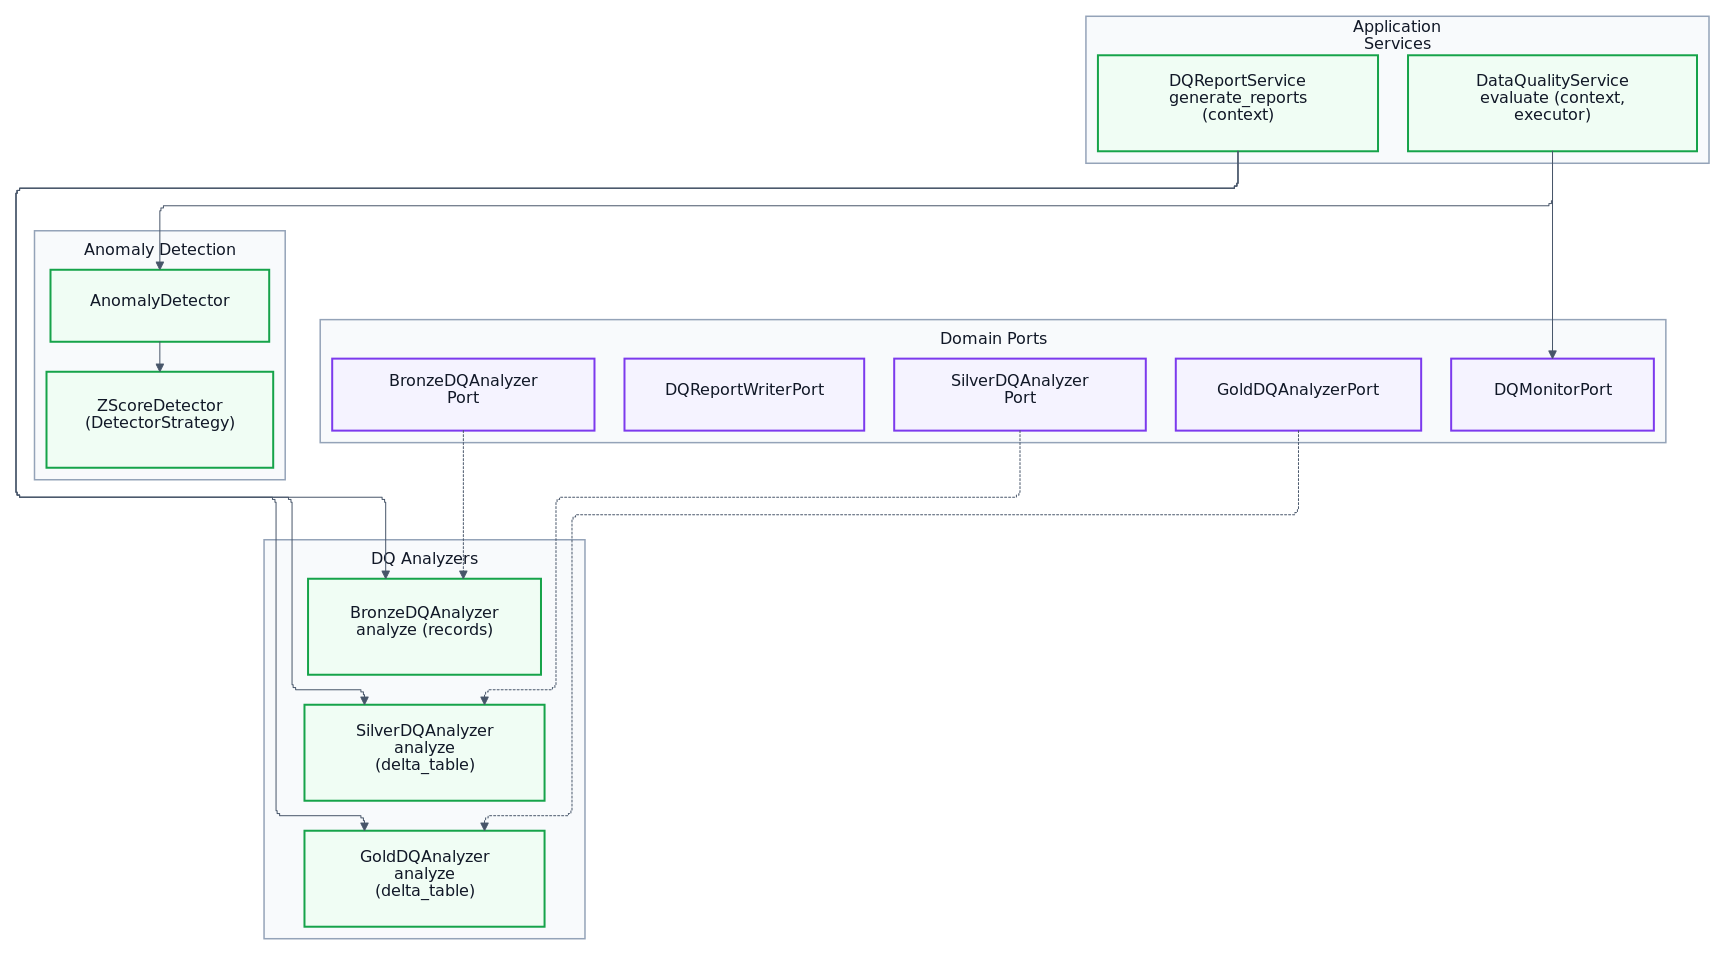 Application
Services
DQReportService
generate_reports
(context)
DataQualityService
evaluate (context,
executor)
Anomaly Detection
AnomalyDetector
ZScoreDetector
(DetectorStrategy)
Domain Ports
BronzeDQAnalyzer
Port
DQReportWriterPort
SilverDQAnalyzer
Port
GoldDQAnalyzerPort
DQMonitorPort
DQ Analyzers
BronzeDQAnalyzer
analyze (records)
SilverDQAnalyzer
analyze
(delta_table)
GoldDQAnalyzer
analyze
(delta_table)